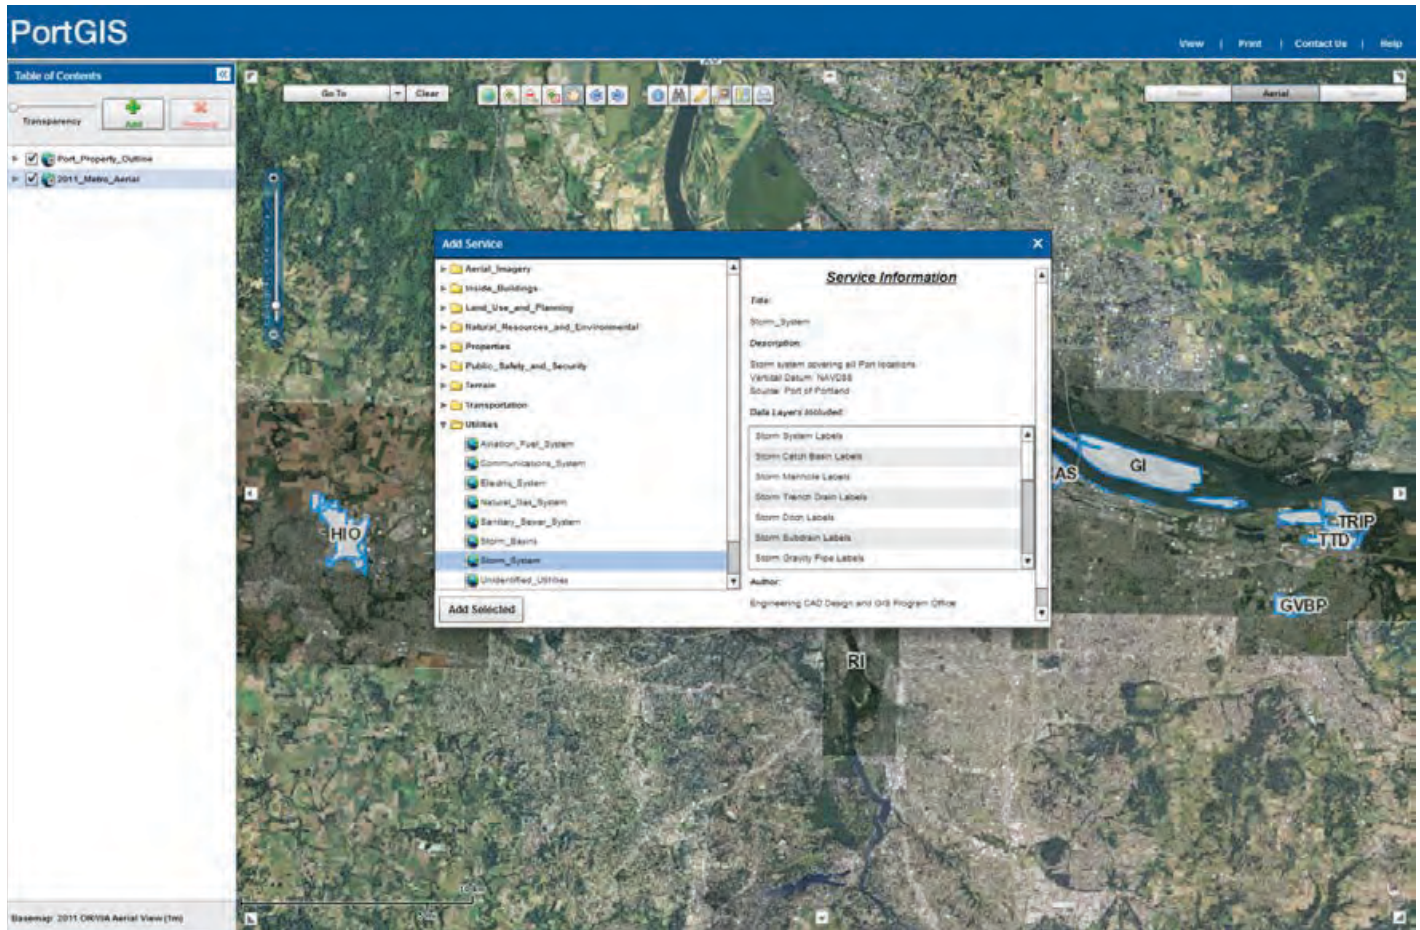 PortGIS
View | Print | Contact Us | Help
Table of Contents
Transparency
Add
Port_Property_Outline
2011_Metro_Aerial
Go To
Clear
Aerial
Add Service
Aerial_Imagery
Inside_Buildings
Land_Use_and_Planning
Natural_Resources_and_Environmental
Properties
Public_Safety_and_Security
Terrain
Transportation
Utilities
Aviation_Fuel_System
Communications_System
Electric_System
Natural_Gas_System
Sanitary_Sewer_System
Storm_Basins
Storm_System
Unidentified_Utilities
Add Selected
Service Information
Title:
Storm_System
Description:
Storm system covering all Port locations
Vertical Datum: NAVD88
Source: Port of Portland
Data Layers Included:
Storm System Labels
Storm Catch Basin Labels
Storm Manhole Labels
Storm Trench Drain Labels
Storm Ditch Labels
Storm Subdrain Labels
Storm Gravity Pipe Labels
Author:
Engineering CAD Design and GIS Program Office
HIO
AS
GI
TRIP
TTD
GVBP
RI
Basemap: 2011 OR/WA Aerial View (1m)